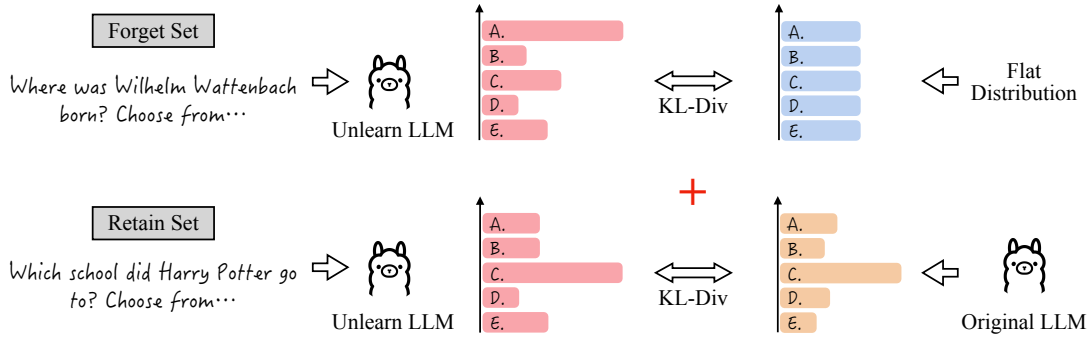 Forget Set
Where was Wilhelm Wattenbach
born? Choose from···
Unlearn LLM
A.
B.
C.
D.
E.
KL-Div
A.
B.
C.
D.
E.
Flat
Distribution
+
Retain Set
Which school did Harry Potter go
to? Choose from···
Unlearn LLM
A.
B.
C.
D.
E.
KL-Div
A.
B.
C.
D.
E.
Original LLM